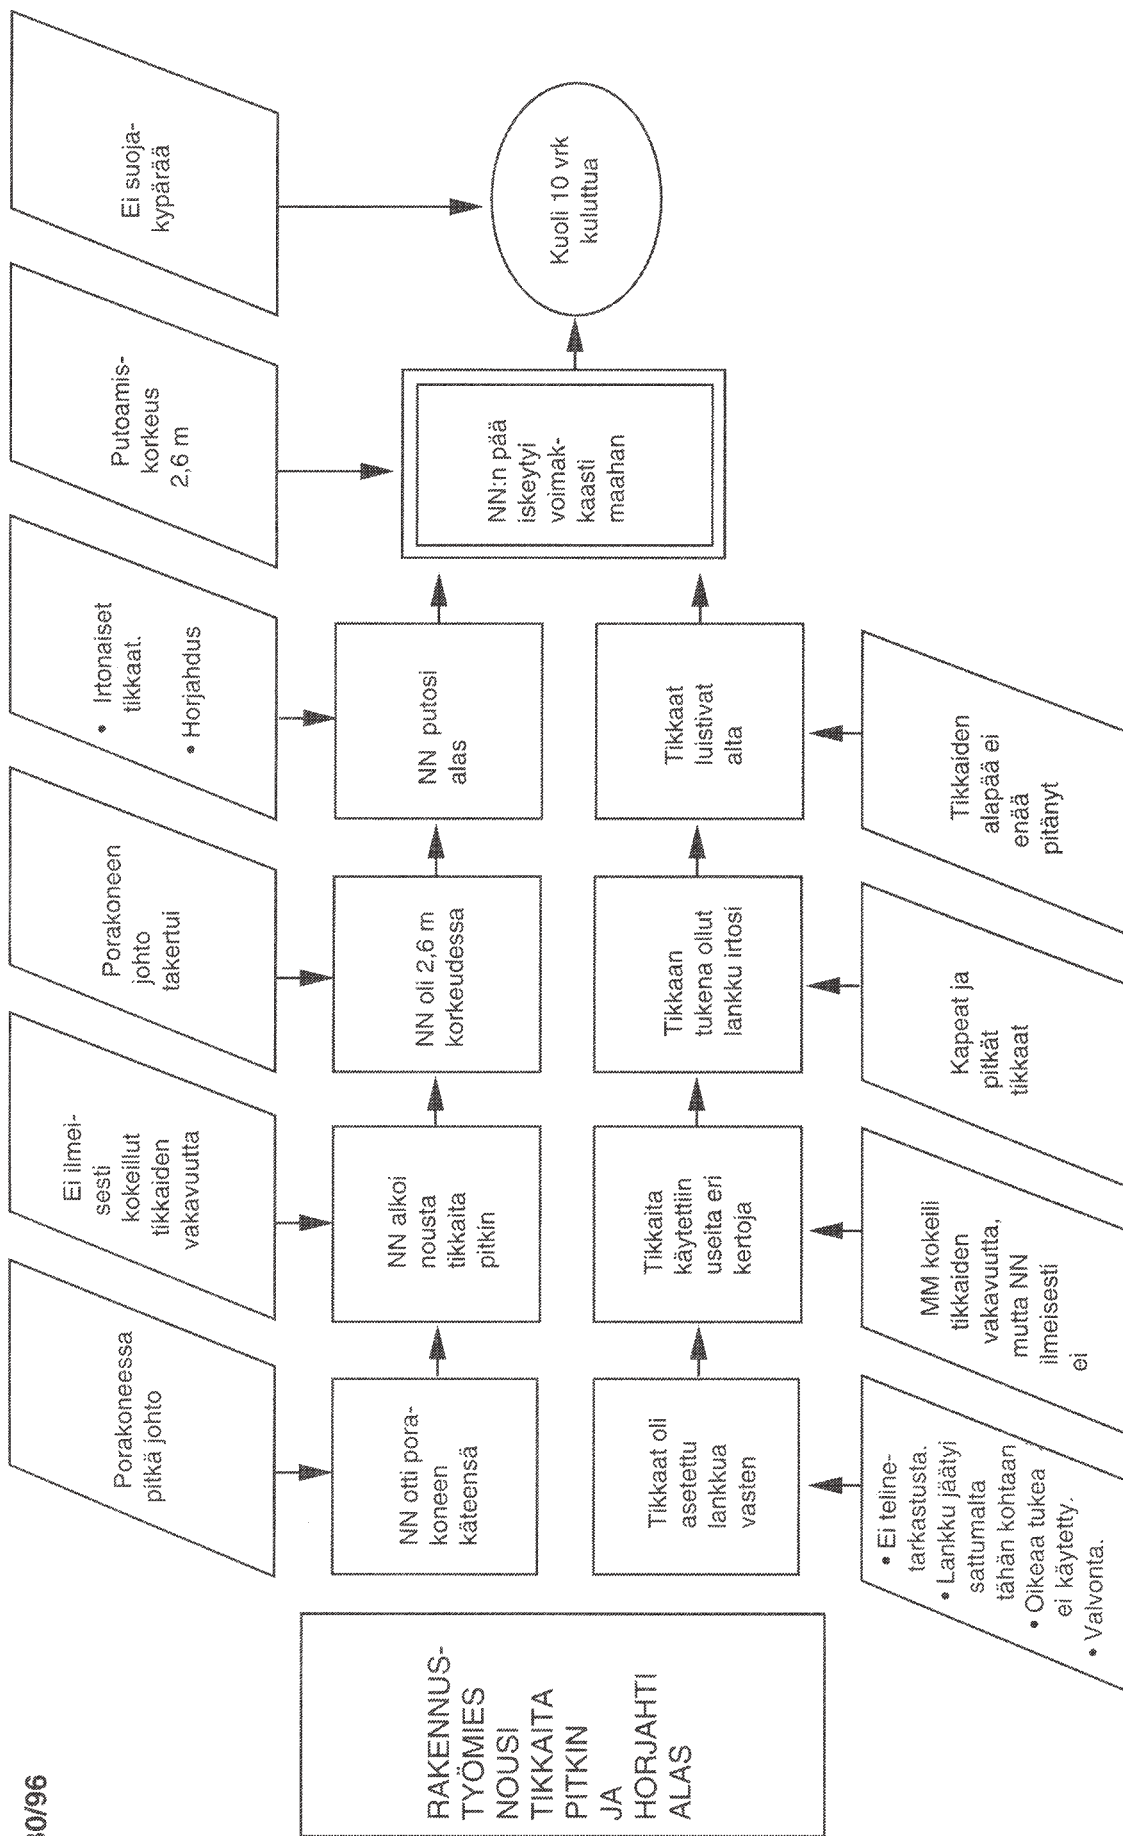 30/96
RAKENNUS-
TYÖMIES
NOUSI
TIKKAITA
PITKIN
JA
HORJAHTI
ALAS
Porakoneessa
pitkä johto
Ei ilmei-
sesti
kokeillut
tikkaiden
vakavuutta
Porakoneen
johto
takertui
• Irtonaiset
tikkaat.
• Horjahdus
Putoamis-
korkeus
2,6 m
Ei suoja-
kypärää
NN otti pora-
koneen
käteensä
NN alkoi
nousta
tikkaita
pitkin
NN oli 2,6 m
korkeudessa
NN putosi
alas
NN:n pää
iskeytyi
voimak-
kaasti
maahan
Kuoli 10 vrk
kuluttua
Tikkaat oli
asetettu
lankkua
vasten
Tikkaita
käytettiin
useita eri
kertoja
Tikkaan
tukena ollut
lankku irtosi
Tikkaat
luistivat
alta
• Ei teline-
tarkastusta.
• Lankku jäätyi
sattumalta
tähän kohtaan
• Oikeaa tukea
ei käytetty.
• Valvonta.
MM kokeili
tikkaiden
vakavuutta,
mutta NN
ilmeisesti
ei
Kapeat ja
pitkät
tikkaat
Tikkaiden
alapää ei
enää
pitänyt